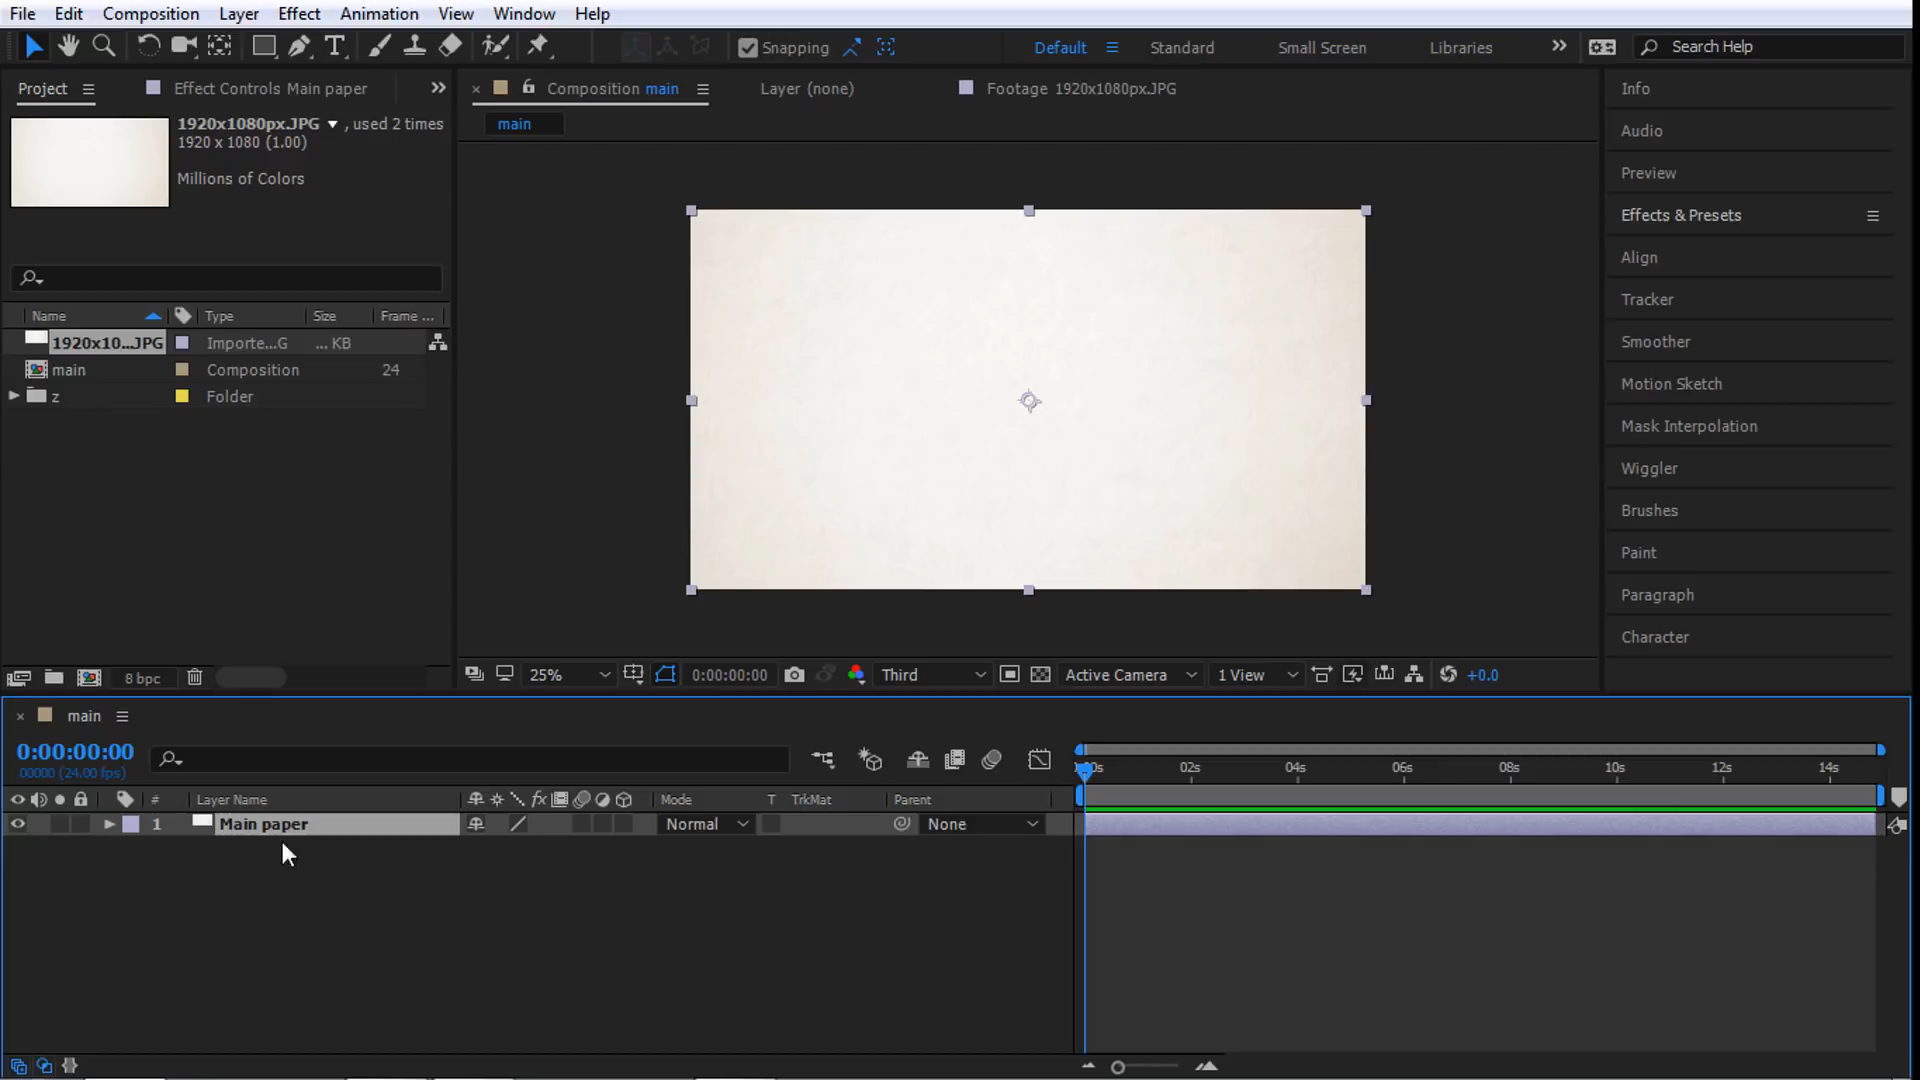 File Edit Composition Layer Effect Animation View Window Help
Snapping Default Standard Small Screen Libraries Search Help
Project Effect Controls Main paper Composition main Layer (none) Footage 1920x1080px.JPG
main
1920x1080px.JPG , used 2 times
1920 x 1080 (1.00)
Millions of Colors
Name Type Size Frame ...
1920x10...JPG Importe...G ... KB
main Composition 24
z Folder
8 bpc
25% 0:00:00:00 Third Active Camera 1 View +0.0
Info
Audio
Preview
Effects & Presets
Align
Tracker
Smoother
Motion Sketch
Mask Interpolation
Wiggler
Brushes
Paint
Paragraph
Character
main
0:00:00:00
00000 (24.00 fps)
02s 04s 06s 08s 10s 12s 14s
# Layer Name fx Mode T TrkMat Parent
1 Main paper Normal None